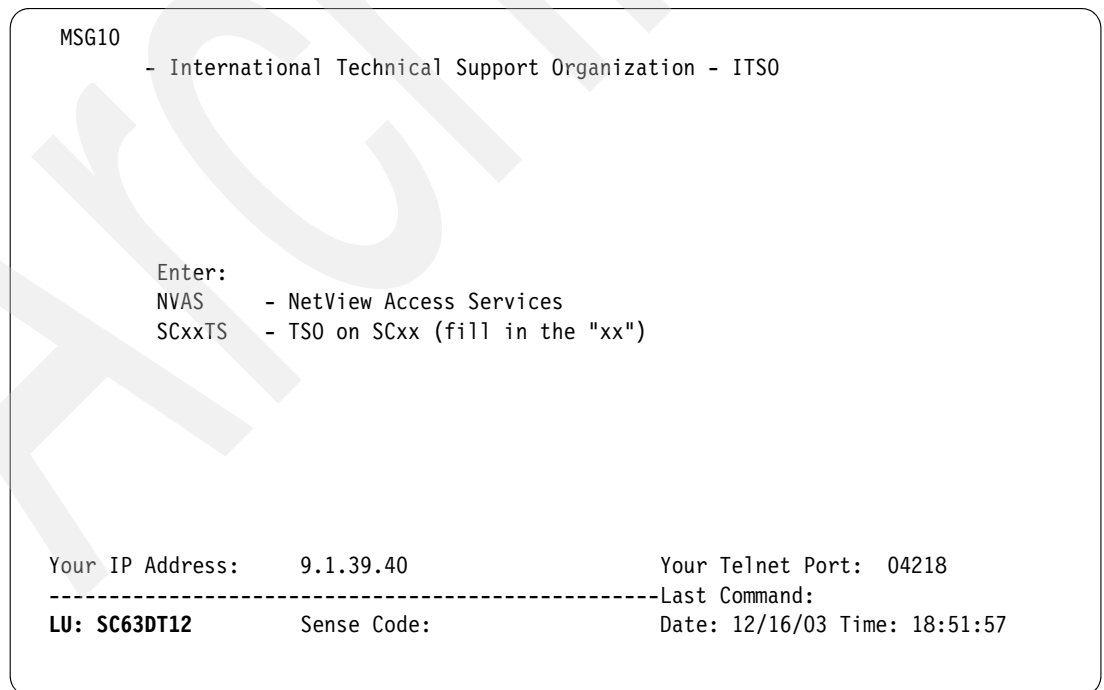 MSG10
- International Technical Support Organization - ITSO
Enter:
NVAS - NetView Access Services
SCxxTS - TSO on SCxx (fill in the "xx")
Your IP Address: 9.1.39.40 Your Telnet Port: 04218
---------------------------------------------------Last Command:
LU: SC63DT12 Sense Code: Date: 12/16/03 Time: 18:51:57